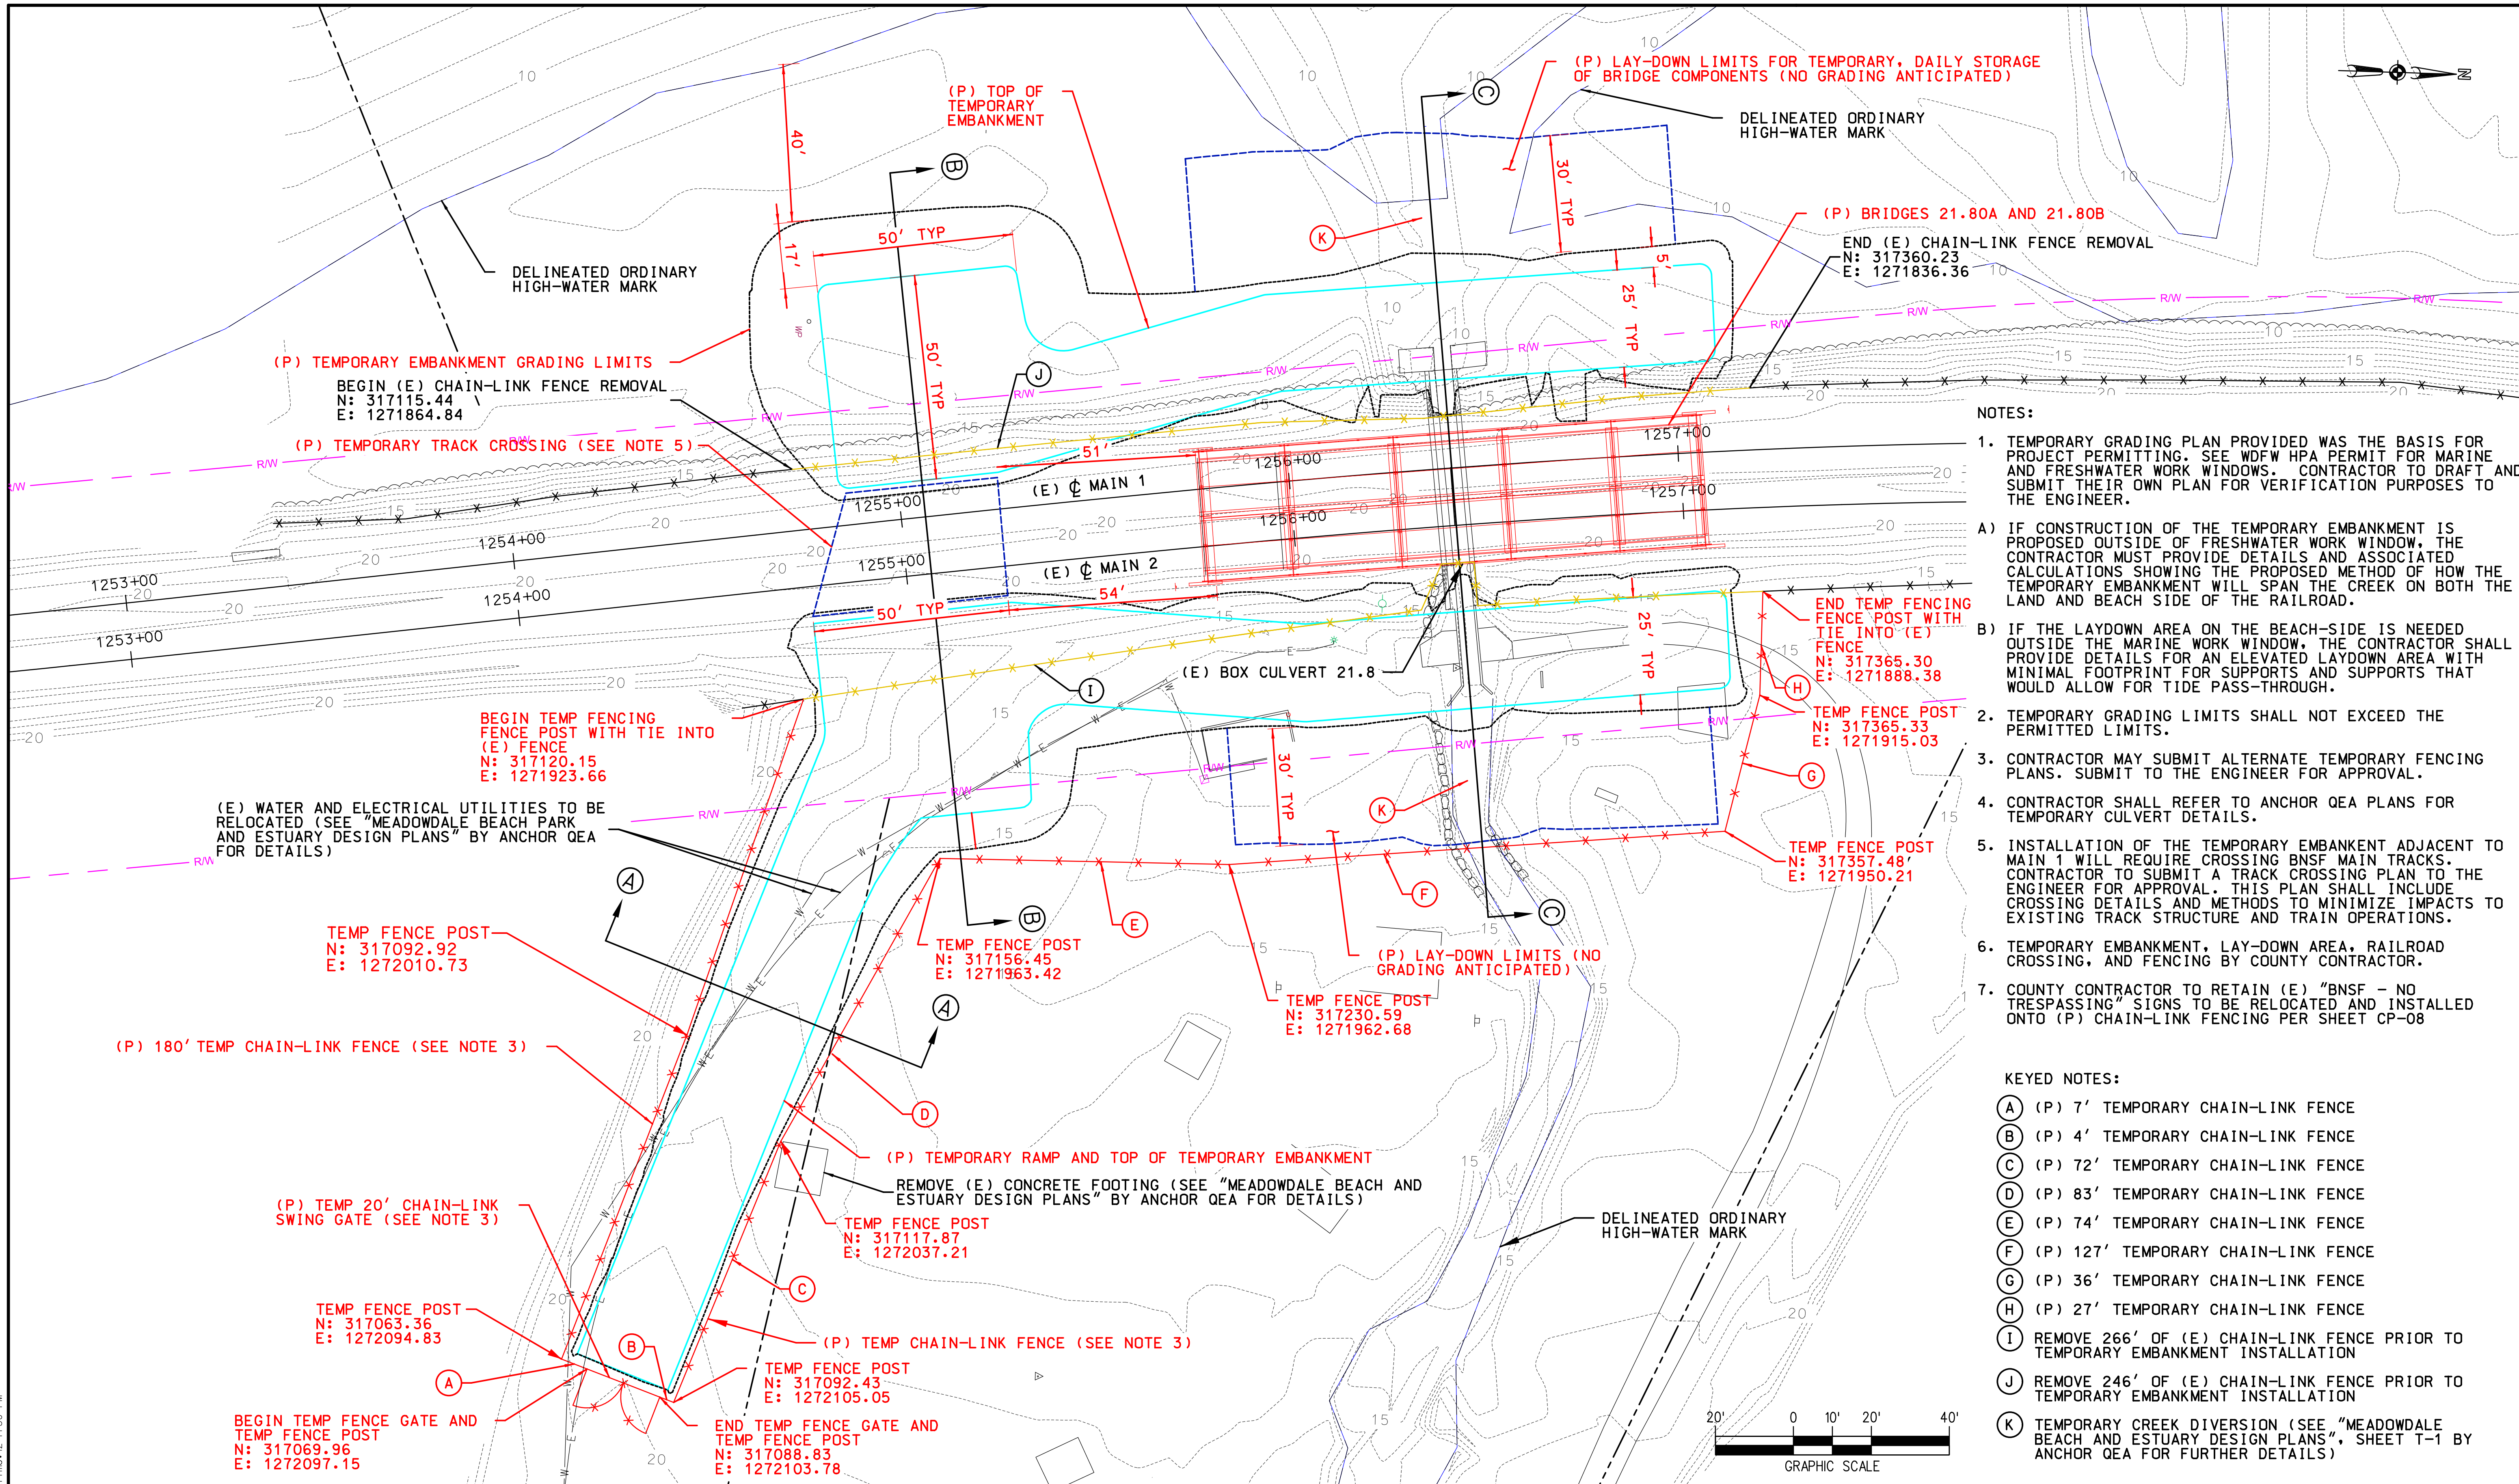 (P) LAY-DOWN LIMITS FOR TEMPORARY, DAILY STORAGE
OF BRIDGE COMPONENTS (NO GRADING ANTICIPATED)
N
(P) TOP OF
TEMPORARY
EMBANKMENT
C
DELINEATED ORDINARY
HIGH-WATER MARK
40'
B
30' TYP
10
10
10
10
10
10
K
(P) BRIDGES 21.80A AND 21.80B
50' TYP
17'
5'
END (E) CHAIN-LINK FENCE REMOVAL
N: 317360.23
E: 1271836.36
DELINEATED ORDINARY
HIGH-WATER MARK
25' TYP
WP
R/W
R/W
R/W
R/W
R/W
R/W
R/W
R/W
R/W
R/W
50' TYP
(P) TEMPORARY EMBANKMENT GRADING LIMITS
J
BEGIN (E) CHAIN-LINK FENCE REMOVAL
N: 317115.44
E: 1271864.84
(P) TEMPORARY TRACK CROSSING (SEE NOTE 5)
51'
1257+00
1256+00
(E) ℄ MAIN 1
1255+00
1254+00
1253+00
1257+00
1256+00
(E) ℄ MAIN 2
1255+00
1254+00
1253+00
54'
50' TYP
25' TYP
(E) BOX CULVERT 21.8
I
END TEMP FENCING
FENCE POST WITH
TIE INTO (E)
FENCE
N: 317365.30
E: 1271888.38
H
TEMP FENCE POST
N: 317365.33
E: 1271915.03
BEGIN TEMP FENCING
FENCE POST WITH TIE INTO
(E) FENCE
N: 317120.15
E: 1271923.66
R/W
R/W
R/W
R/W
R/W
30' TYP
G
K
(E) WATER AND ELECTRICAL UTILITIES TO BE
RELOCATED (SEE "MEADOWDALE BEACH PARK
AND ESTUARY DESIGN PLANS" BY ANCHOR QEA
FOR DETAILS)
TEMP FENCE POST
N: 317357.48
E: 1271950.21
A
B
E
F
C
TEMP FENCE POST
N: 317092.92
E: 1272010.73
TEMP FENCE POST
N: 317156.45
E: 1271963.42
(P) LAY-DOWN LIMITS (NO
GRADING ANTICIPATED)
TEMP FENCE POST
N: 317230.59
E: 1271962.68
A
(P) 180' TEMP CHAIN-LINK FENCE (SEE NOTE 3)
D
(P) TEMPORARY RAMP AND TOP OF TEMPORARY EMBANKMENT
REMOVE (E) CONCRETE FOOTING (SEE "MEADOWDALE BEACH AND
ESTUARY DESIGN PLANS" BY ANCHOR QEA FOR DETAILS)
(P) TEMP 20' CHAIN-LINK
SWING GATE (SEE NOTE 3)
TEMP FENCE POST
N: 317117.87
E: 1272037.21
DELINEATED ORDINARY
HIGH-WATER MARK
C
TEMP FENCE POST
N: 317063.36
E: 1272094.83
(P) TEMP CHAIN-LINK FENCE (SEE NOTE 3)
B
A
TEMP FENCE POST
N: 317092.43
E: 1272105.05
BEGIN TEMP FENCE GATE AND
TEMP FENCE POST
N: 317069.96
E: 1272097.15
END TEMP FENCE GATE AND
TEMP FENCE POST
N: 317088.83
E: 1272103.78
20' 0 10' 20' 40'
GRAPHIC SCALE
NOTES:
1. TEMPORARY GRADING PLAN PROVIDED WAS THE BASIS FOR
PROJECT PERMITTING. SEE WDFW HPA PERMIT FOR MARINE
AND FRESHWATER WORK WINDOWS. CONTRACTOR TO DRAFT AND
SUBMIT THEIR OWN PLAN FOR VERIFICATION PURPOSES TO
THE ENGINEER.
A) IF CONSTRUCTION OF THE TEMPORARY EMBANKMENT IS
PROPOSED OUTSIDE OF FRESHWATER WORK WINDOW, THE
CONTRACTOR MUST PROVIDE DETAILS AND ASSOCIATED
CALCULATIONS SHOWING THE PROPOSED METHOD OF HOW THE
TEMPORARY EMBANKMENT WILL SPAN THE CREEK ON BOTH THE
LAND AND BEACH SIDE OF THE RAILROAD.
B) IF THE LAYDOWN AREA ON THE BEACH-SIDE IS NEEDED
OUTSIDE THE MARINE WORK WINDOW, THE CONTRACTOR SHALL
PROVIDE DETAILS FOR AN ELEVATED LAYDOWN AREA WITH
MINIMAL FOOTPRINT FOR SUPPORTS AND SUPPORTS THAT
WOULD ALLOW FOR TIDE PASS-THROUGH.
2. TEMPORARY GRADING LIMITS SHALL NOT EXCEED THE
PERMITTED LIMITS.
3. CONTRACTOR MAY SUBMIT ALTERNATE TEMPORARY FENCING
PLANS. SUBMIT TO THE ENGINEER FOR APPROVAL.
4. CONTRACTOR SHALL REFER TO ANCHOR QEA PLANS FOR
TEMPORARY CULVERT DETAILS.
5. INSTALLATION OF THE TEMPORARY EMBANKENT ADJACENT TO
MAIN 1 WILL REQUIRE CROSSING BNSF MAIN TRACKS.
CONTRACTOR TO SUBMIT A TRACK CROSSING PLAN TO THE
ENGINEER FOR APPROVAL. THIS PLAN SHALL INCLUDE
CROSSING DETAILS AND METHODS TO MINIMIZE IMPACTS TO
EXISTING TRACK STRUCTURE AND TRAIN OPERATIONS.
6. TEMPORARY EMBANKMENT, LAY-DOWN AREA, RAILROAD
CROSSING, AND FENCING BY COUNTY CONTRACTOR.
7. COUNTY CONTRACTOR TO RETAIN (E) "BNSF - NO
TRESPASSING" SIGNS TO BE RELOCATED AND INSTALLED
ONTO (P) CHAIN-LINK FENCING PER SHEET CP-08
KEYED NOTES:
A (P) 7' TEMPORARY CHAIN-LINK FENCE
B (P) 4' TEMPORARY CHAIN-LINK FENCE
C (P) 72' TEMPORARY CHAIN-LINK FENCE
D (P) 83' TEMPORARY CHAIN-LINK FENCE
E (P) 74' TEMPORARY CHAIN-LINK FENCE
F (P) 127' TEMPORARY CHAIN-LINK FENCE
G (P) 36' TEMPORARY CHAIN-LINK FENCE
H (P) 27' TEMPORARY CHAIN-LINK FENCE
I REMOVE 266' OF (E) CHAIN-LINK FENCE PRIOR TO
TEMPORARY EMBANKMENT INSTALLATION
J REMOVE 246' OF (E) CHAIN-LINK FENCE PRIOR TO
TEMPORARY EMBANKMENT INSTALLATION
K TEMPORARY CREEK DIVERSION (SEE "MEADOWDALE
BEACH AND ESTUARY DESIGN PLANS", SHEET T-1 BY
ANCHOR QEA FOR FURTHER DETAILS)